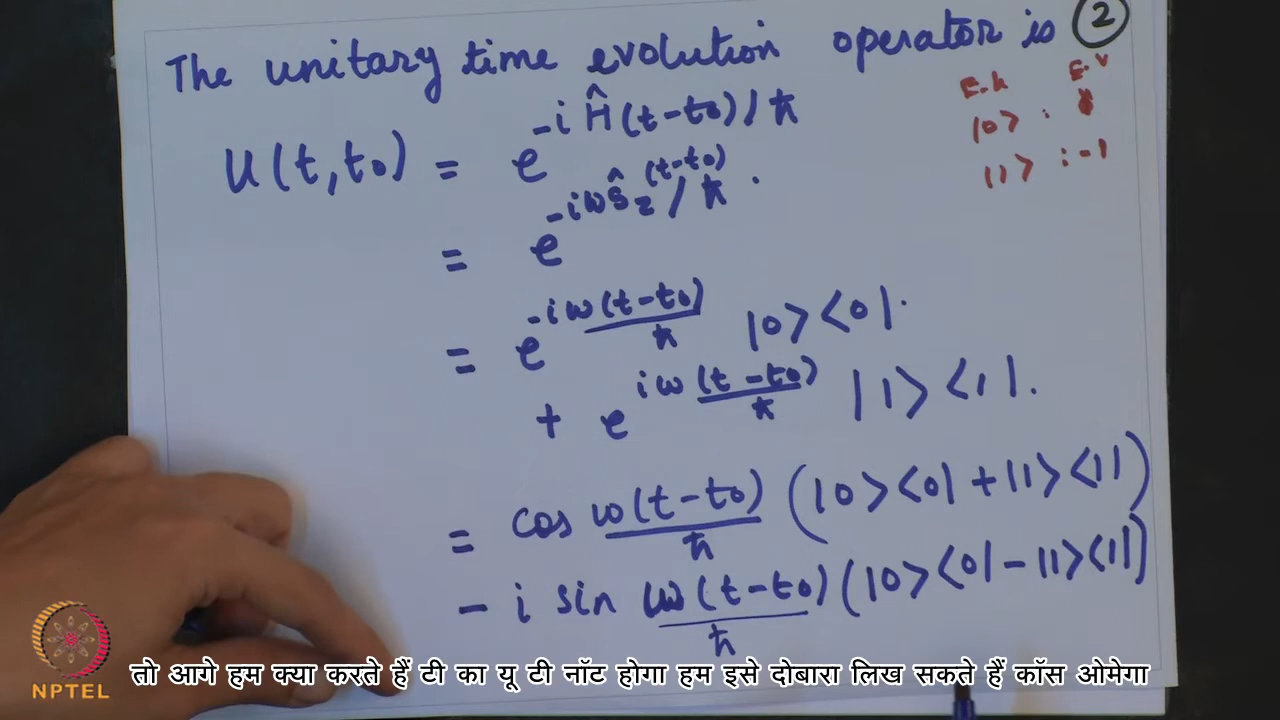 The unitary time evolution operator is ②
E.k E.v
U(t,t₀) = e^{-iĤ(t-t₀)/ħ}
|0> :
|1> : -1
= e^{-iωŜ_z(t-t₀)/ħ} .
= e^{-iω(t-t₀)/ħ} |0><0| .
+ e^{iω(t-t₀)/ħ} |1><1| .
= cos ω(t-t₀)/ħ (|0><0| + |1><1|)
- i sin ω(t-t₀)/ħ (|0><0| - |1><1|)
तो आगे हम क्या करते हैं टी का यू टी नॉट होगा हम इसे दोबारा लिख सकते हैं कॉस ओमेगा
NPTEL